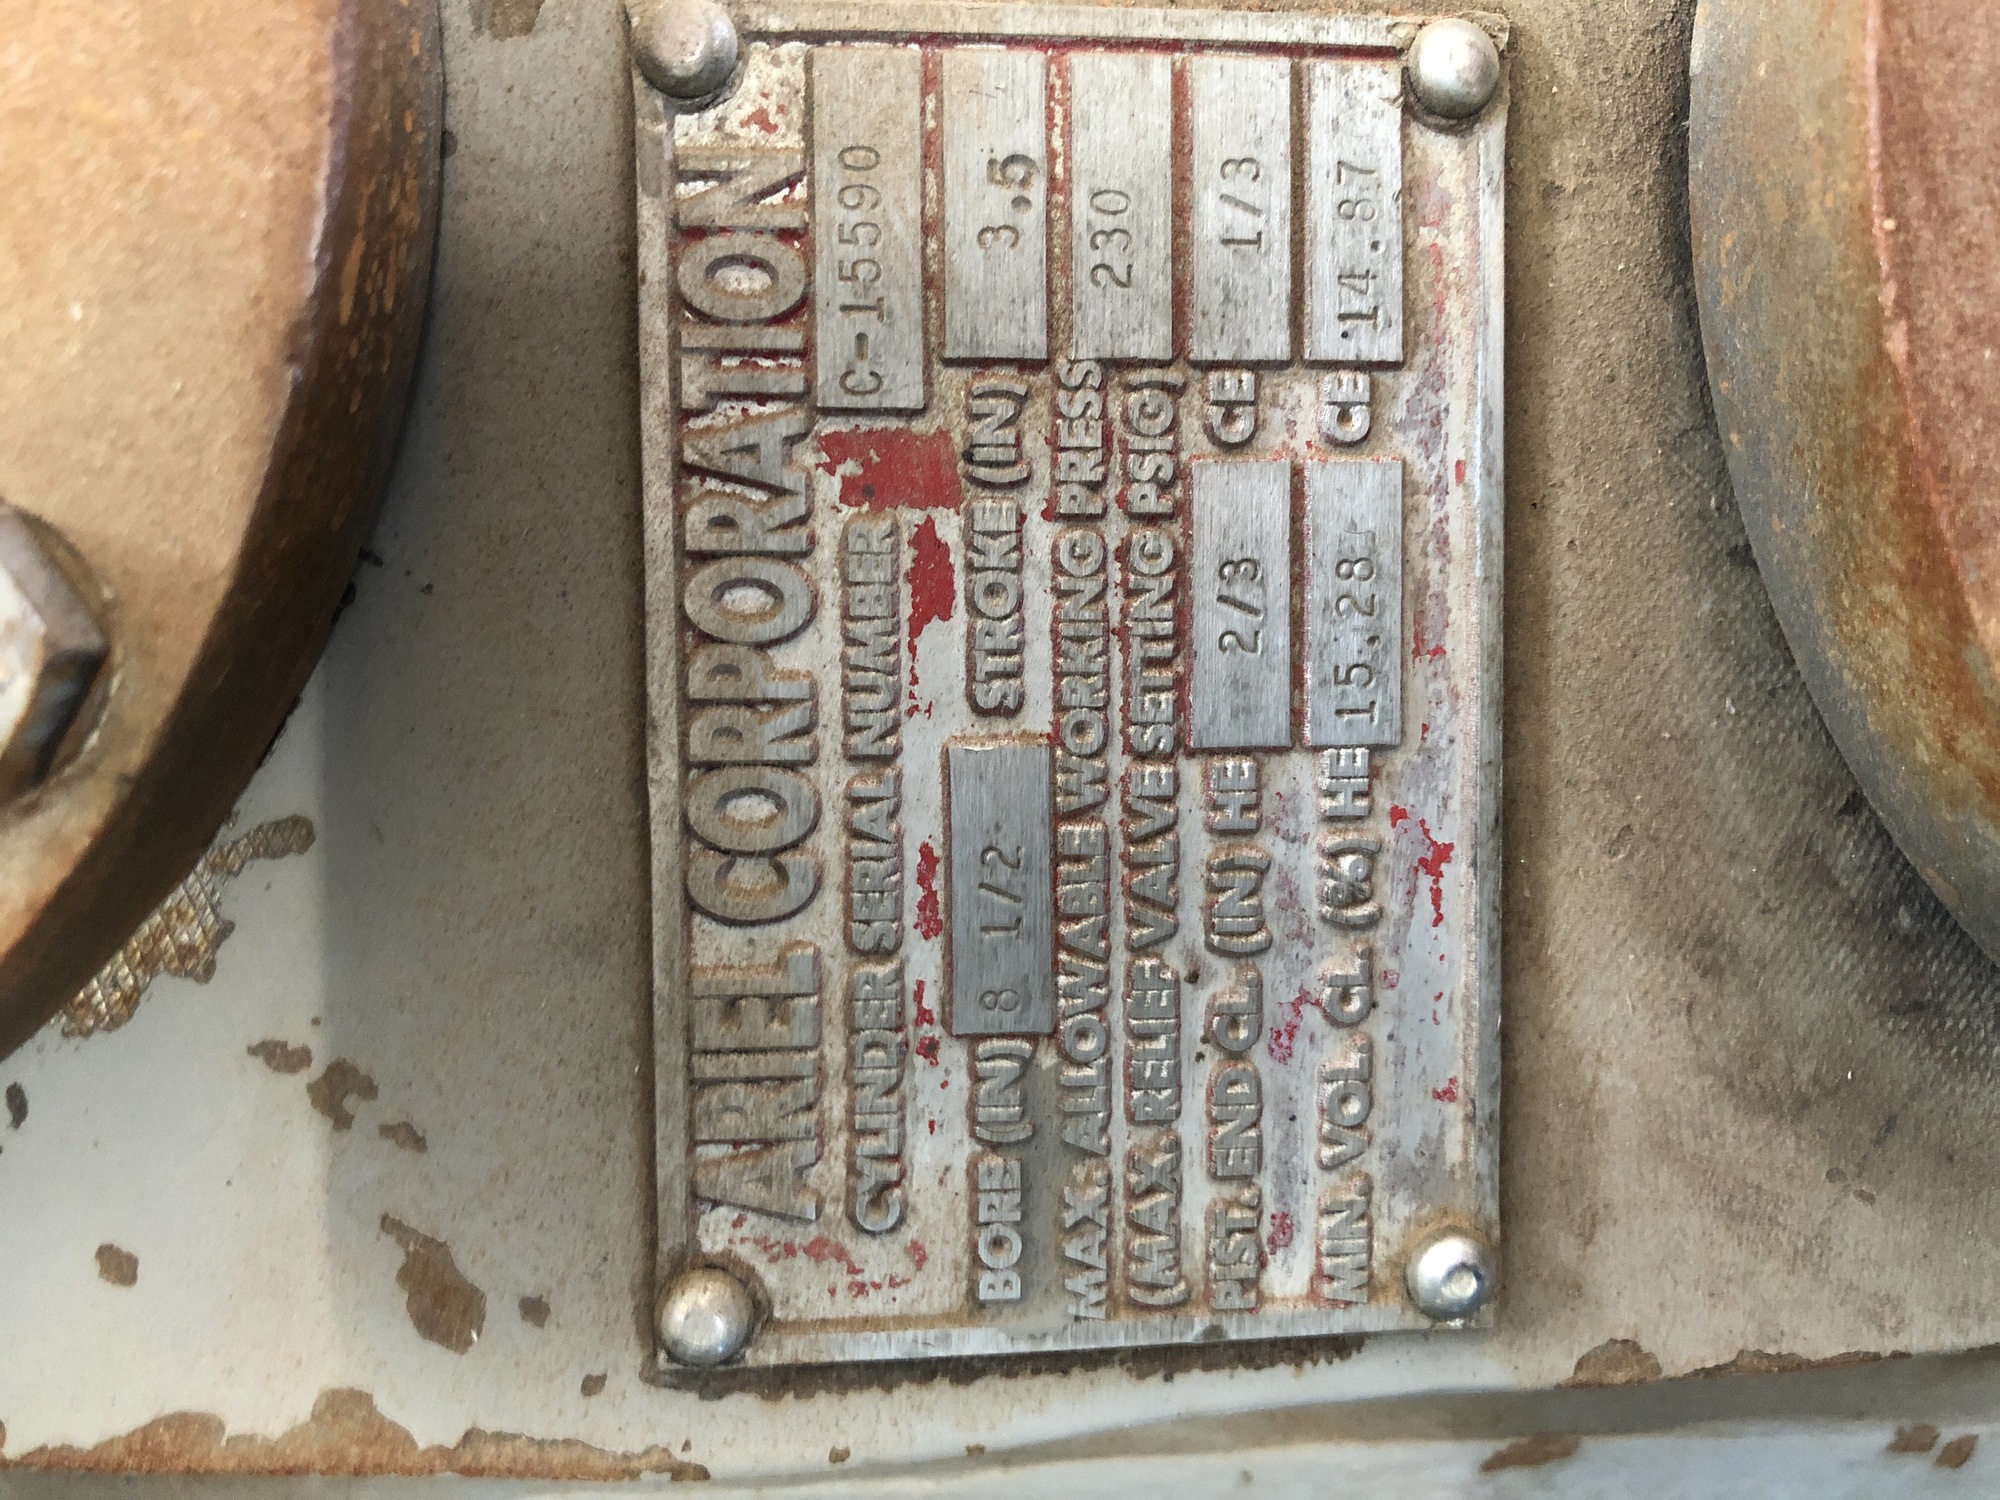 ARIEL CORPORATION
CYLINDER SERIAL NUMBER C-15590
BORE (IN) 8 1/2 STROKE (IN) 3.5
MAX. ALLOWABLE WORKING PRESS
(MAX. RELIEF VALVE SETTING PSIG) 230
PIST. END CL. (IN) HE 2/3 CE 1/3
MIN. VOL. CL. (%) HE 15.28 CE 14.87